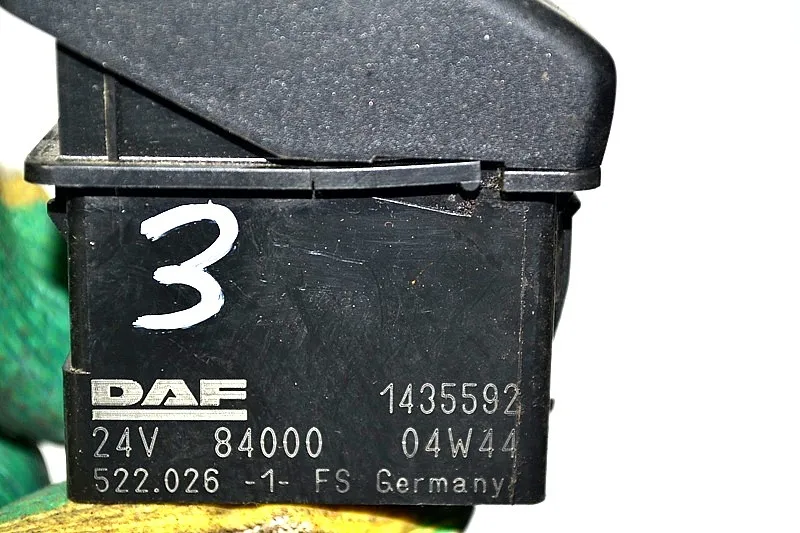 3
DAF 1435592
24V 84000 04W44
522.026 -1- FS Germany